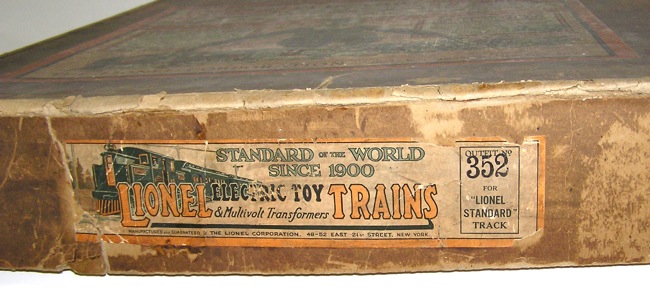 STANDARD OF THE WORLD
SINCE 1900
LIONEL ELECTRIC TOY TRAINS
& Multivolt Transformers
MANUFACTURED AND GUARANTEED BY THE LIONEL CORPORATION, 48-52 EAST 21ST STREET, NEW YORK.
OUTFIT Nº
352
FOR
"LIONEL
STANDARD"
TRACK